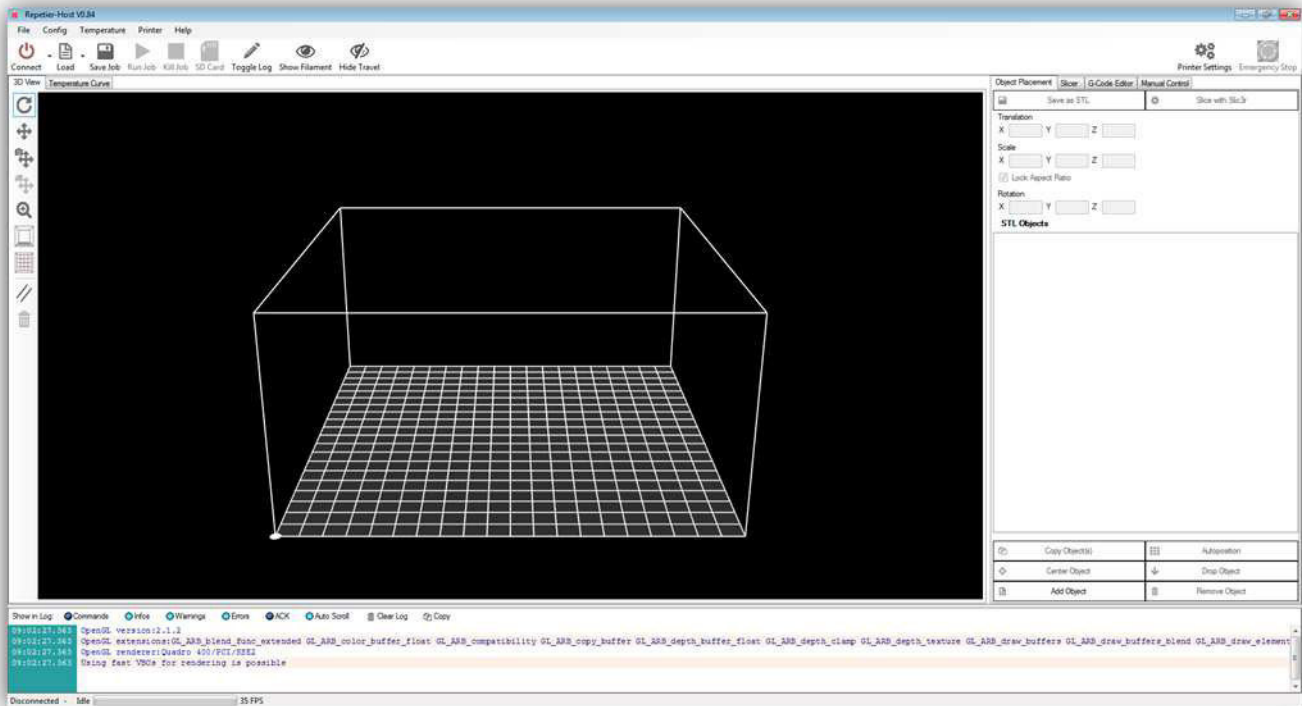 Repetier-Host V0.84
File Config Temperature Printer Help
Connect Load Save Job Run Job Kill Job SD Card Toggle Log Show Filament Hide Travel Printer Settings Emergency Stop
3D View Temperature Curve
Object Placement Slicer G-Code Editor Manual Control
Save as STL Slice with Slic3r
Translation
X Y Z
Scale
X Y Z
Lock Aspect Ratio
Rotation
X Y Z
STL Objects
Copy Object(s) Autoposition
Center Object Drop Object
Add Object Remove Object
Show in Log: Commands Infos Warnings Errors ACK Auto Scroll Clear Log Copy
09:02:27.363 OpenGL version:2.1.2
09:02:27.363 OpenGL extensions:GL_ARB_blend_func_extended GL_ARB_color_buffer_float GL_ARB_compatibility GL_ARB_copy_buffer GL_ARB_depth_buffer_float GL_ARB_depth_clamp GL_ARB_depth_texture GL_ARB_draw_buffers GL_ARB_draw_buffers_blend GL_ARB_draw_element
09:02:27.363 OpenGL renderer:Quadro 400/PCI/SSE2
09:02:27.363 Using fast VBOs for rendering is possible
Disconnected - Idle 35 FPS